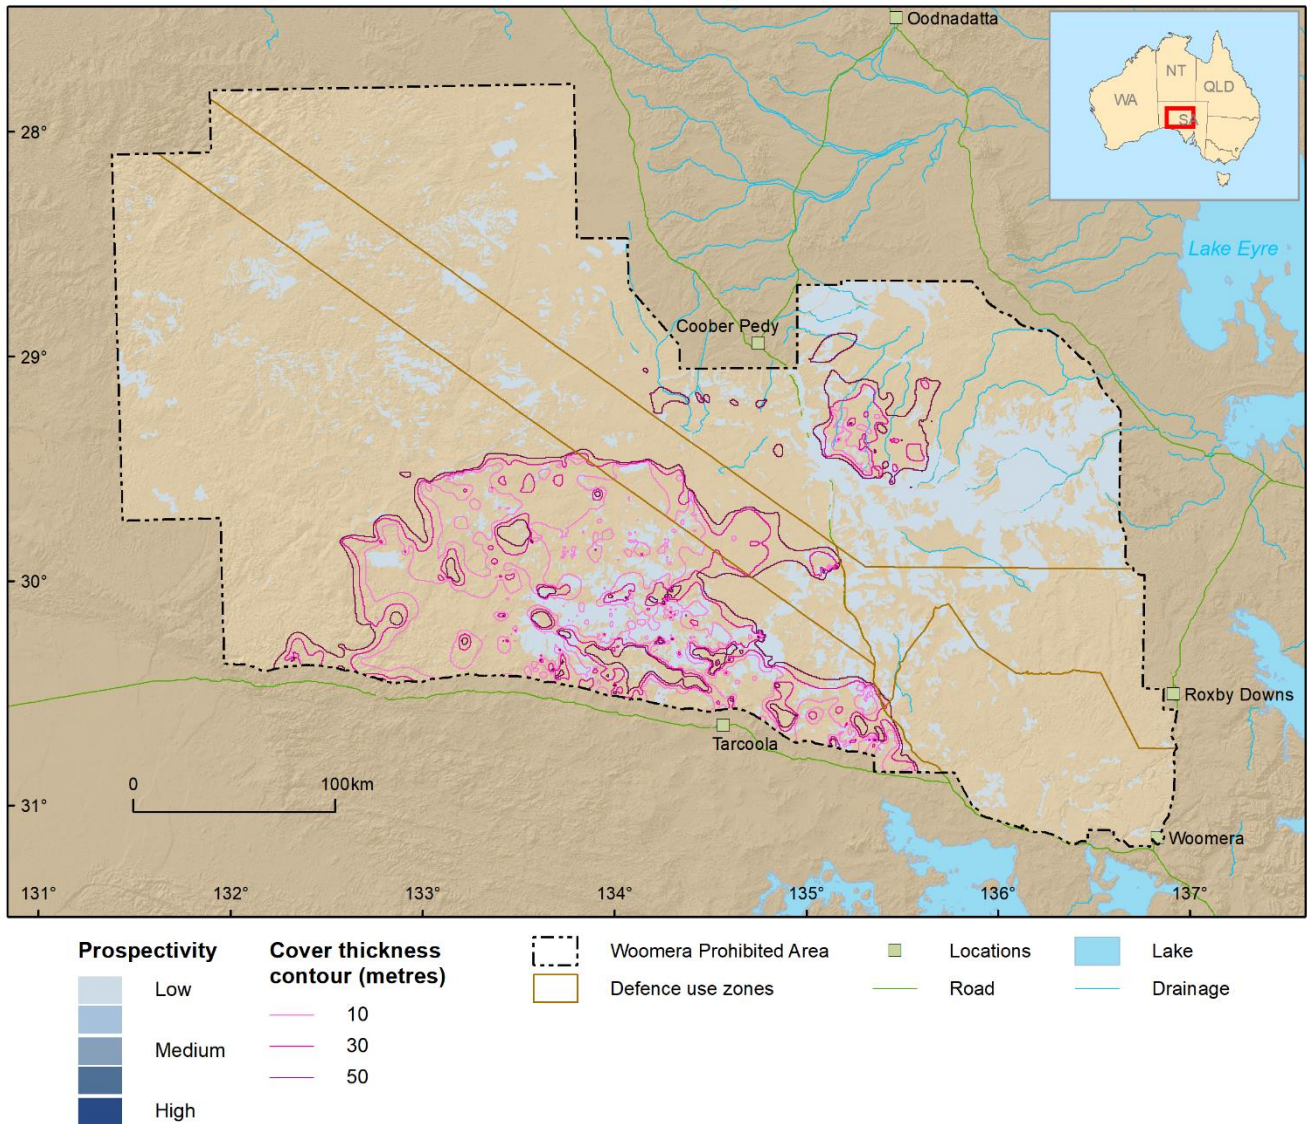 Oodnadatta
NT
QLD
WA
SA
28°
Lake Eyre
Coober Pedy
29°
30°
Roxby Downs
Tarcoola
0 100 km
31°
Woomera
131° 132° 133° 134° 135° 136° 137°
Prospectivity
Low
Medium
High
Cover thickness
contour (metres)
10
30
50
Woomera Prohibited Area
Defence use zones
Locations
Road
Lake
Drainage